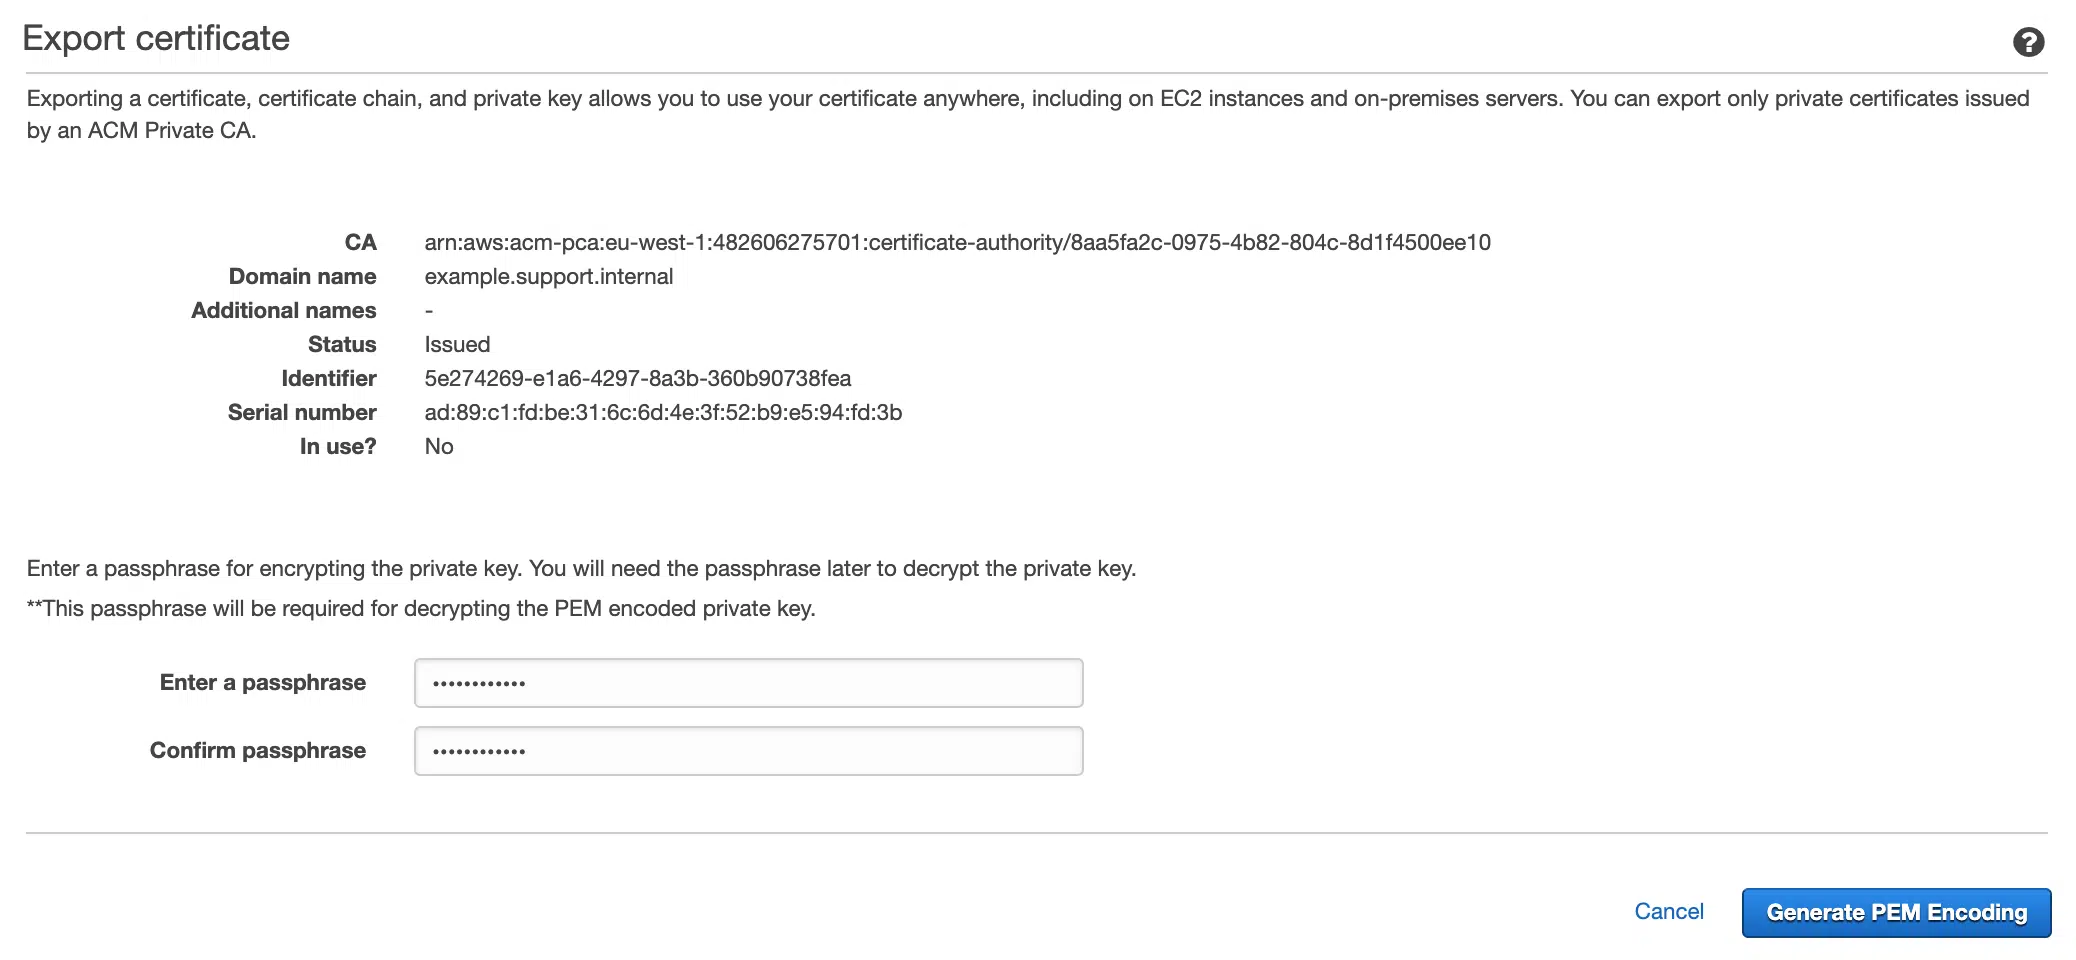 Export certificate
?
Exporting a certificate, certificate chain, and private key allows you to use your certificate anywhere, including on EC2 instances and on-premises servers. You can export only private certificates issued
by an ACM Private CA.
CA arn:aws:acm-pca:eu-west-1:482606275701:certificate-authority/8aa5fa2c-0975-4b82-804c-8d1f4500ee10
Domain name example.support.internal
Additional names -
Status Issued
Identifier 5e274269-e1a6-4297-8a3b-360b90738fea
Serial number ad:89:c1:fd:be:31:6c:6d:4e:3f:52:b9:e5:94:fd:3b
In use? No
Enter a passphrase for encrypting the private key. You will need the passphrase later to decrypt the private key.
**This passphrase will be required for decrypting the PEM encoded private key.
Enter a passphrase ••••••••••••
Confirm passphrase ••••••••••••
Cancel Generate PEM Encoding